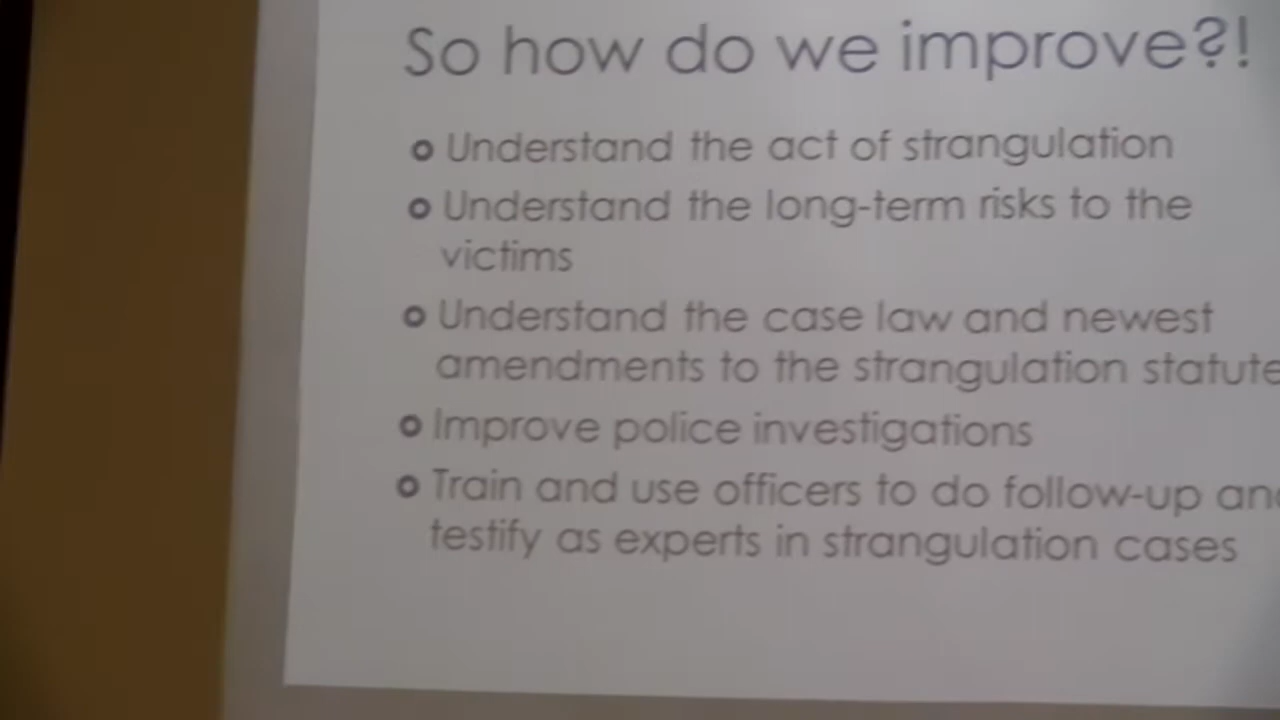 So how do we improve?!
Understand the act of strangulation
Understand the long-term risks to the
victims
Understand the case law and newest
amendments to the strangulation statute
Improve police investigations
Train and use officers to do follow-up and
testify as experts in strangulation cases